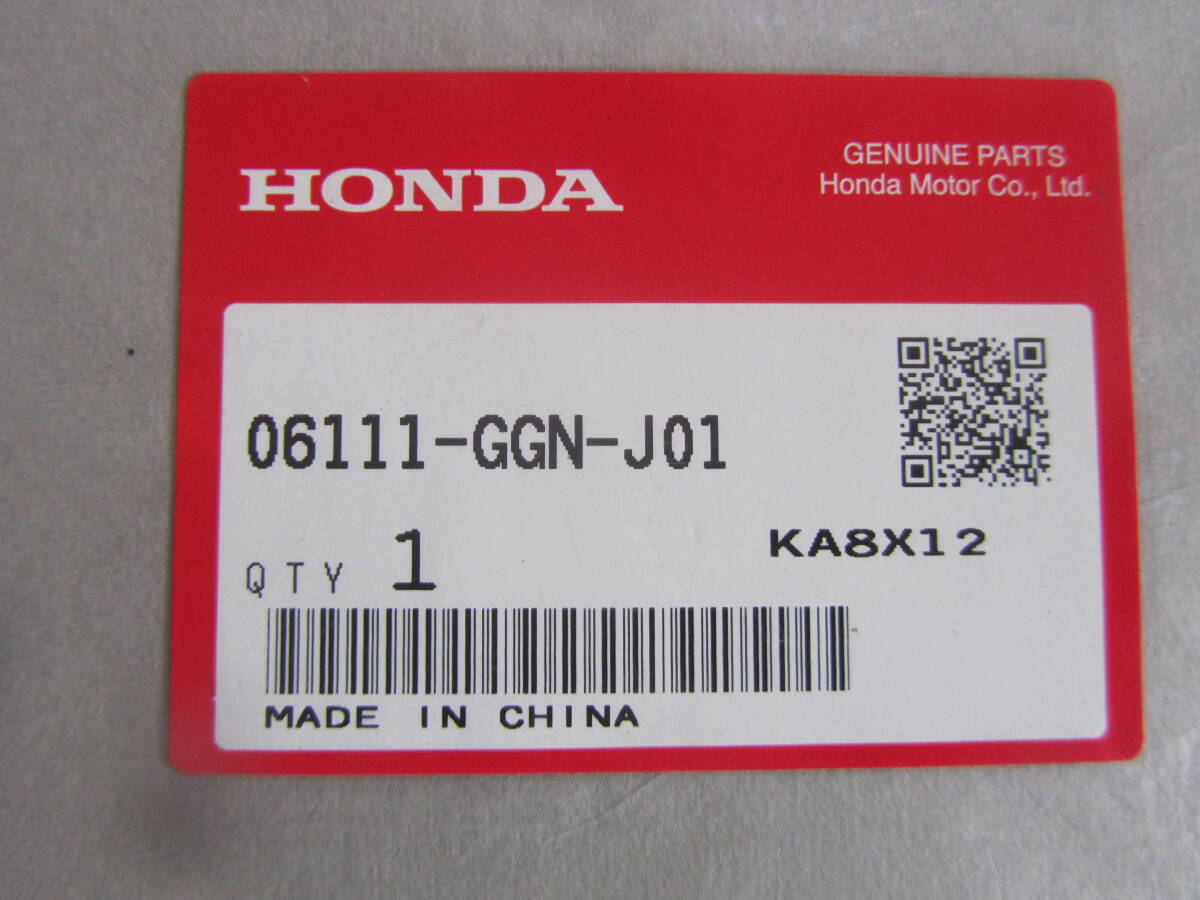 HONDA
GENUINE PARTS
Honda Motor Co., Ltd.
06111-GGN-J01
QTY 1
KA8X12
MADE IN CHINA